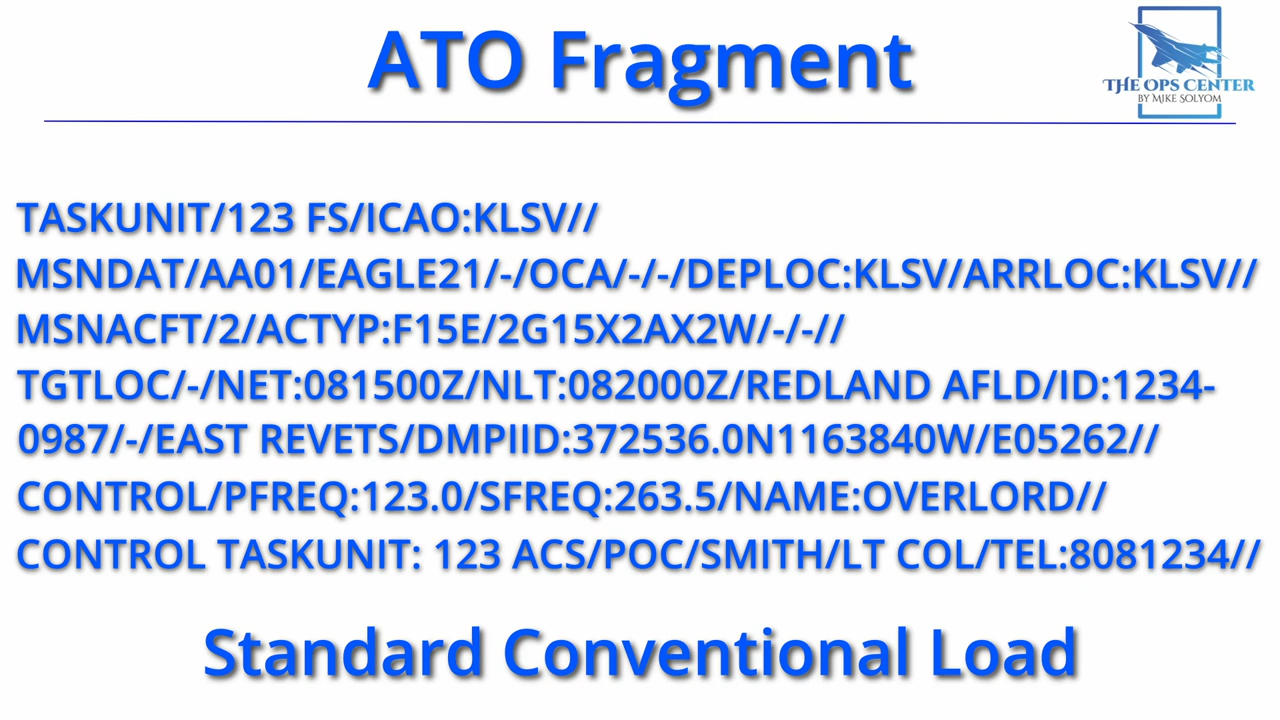 ATO Fragment
THE OPS CENTER
BY MIKE SOLYOM
TASKUNIT/123 FS/ICAO:KLSV//
MSNDAT/AA01/EAGLE21/-/OCA/-/-/DEPLOC:KLSV/ARRLOC:KLSV//
MSNACFT/2/ACTYP:F15E/2G15X2AX2W/-/-//
TGTLOC/-/NET:081500Z/NLT:082000Z/REDLAND AFLD/ID:1234-
0987/-/EAST REVETS/DMPIID:372536.0N1163840W/E05262//
CONTROL/PFREQ:123.0/SFREQ:263.5/NAME:OVERLORD//
CONTROL TASKUNIT: 123 ACS/POC/SMITH/LT COL/TEL:8081234//
Standard Conventional Load